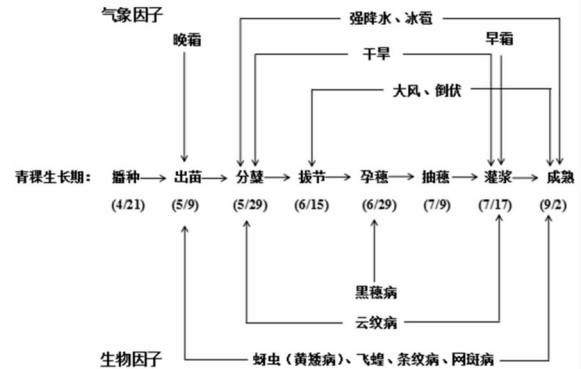 气象因子
强降水、冰雹
晚霜
早霜
干旱
大风、倒伏
青稞生长期： 播种 出苗 分蘖 拔节 孕穗 抽穗 灌浆 成熟
(4/21) (5/9) (5/29) (6/15) (6/29) (7/9) (7/17) (9/2)
黑穗病
云纹病
生物因子 蚜虫（黄矮病）、飞蝗、条纹病、网斑病